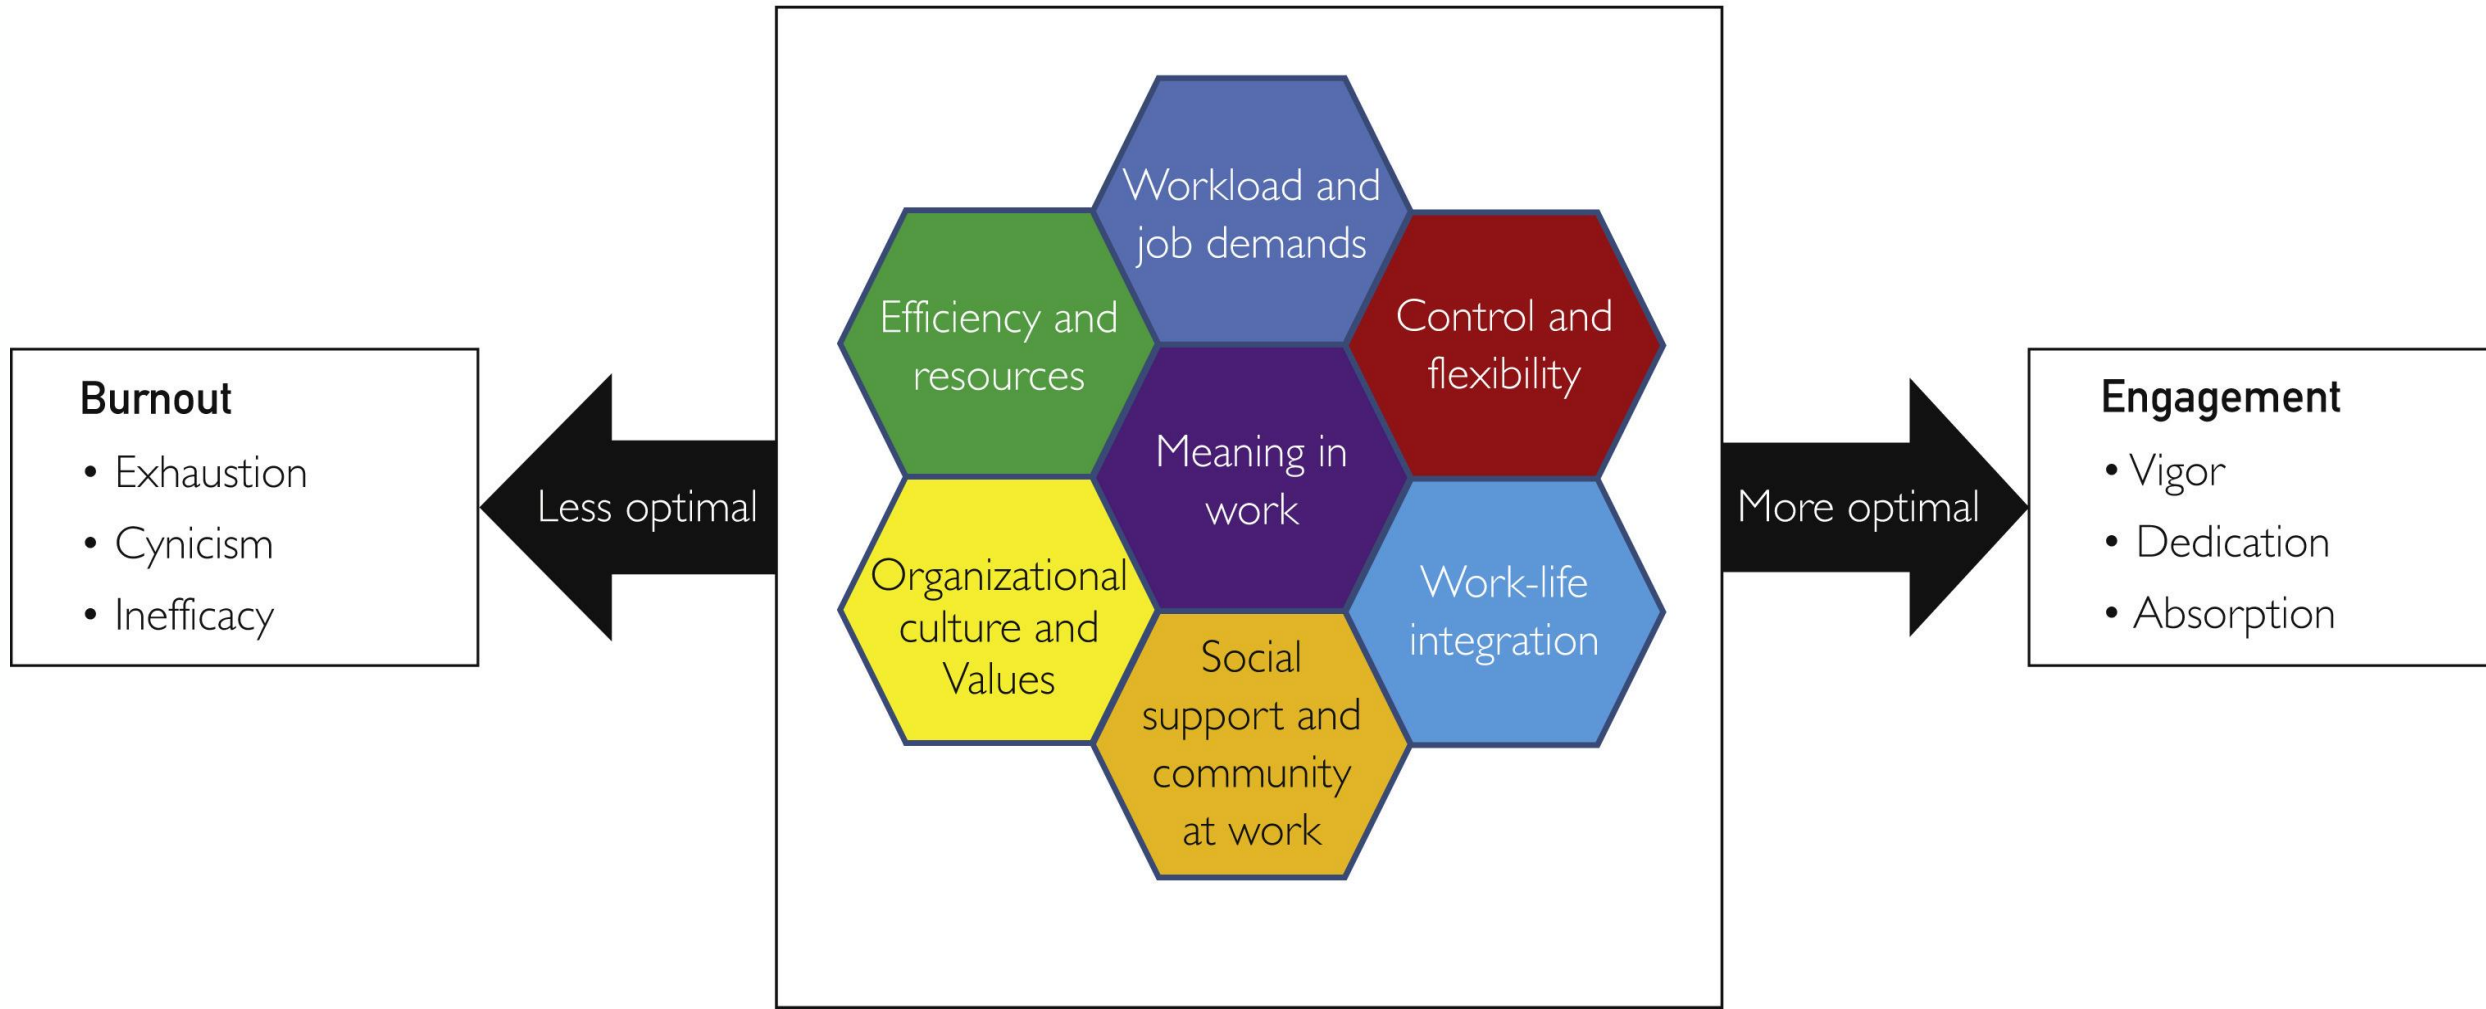 Burnout
• Exhaustion
• Cynicism
• Inefficacy
Less optimal
Workload and
job demands
Efficiency and
resources
Control and
flexibility
Meaning in
work
Organizational
culture and
Values
Work-life
integration
Social
support and
community
at work
More optimal
Engagement
• Vigor
• Dedication
• Absorption